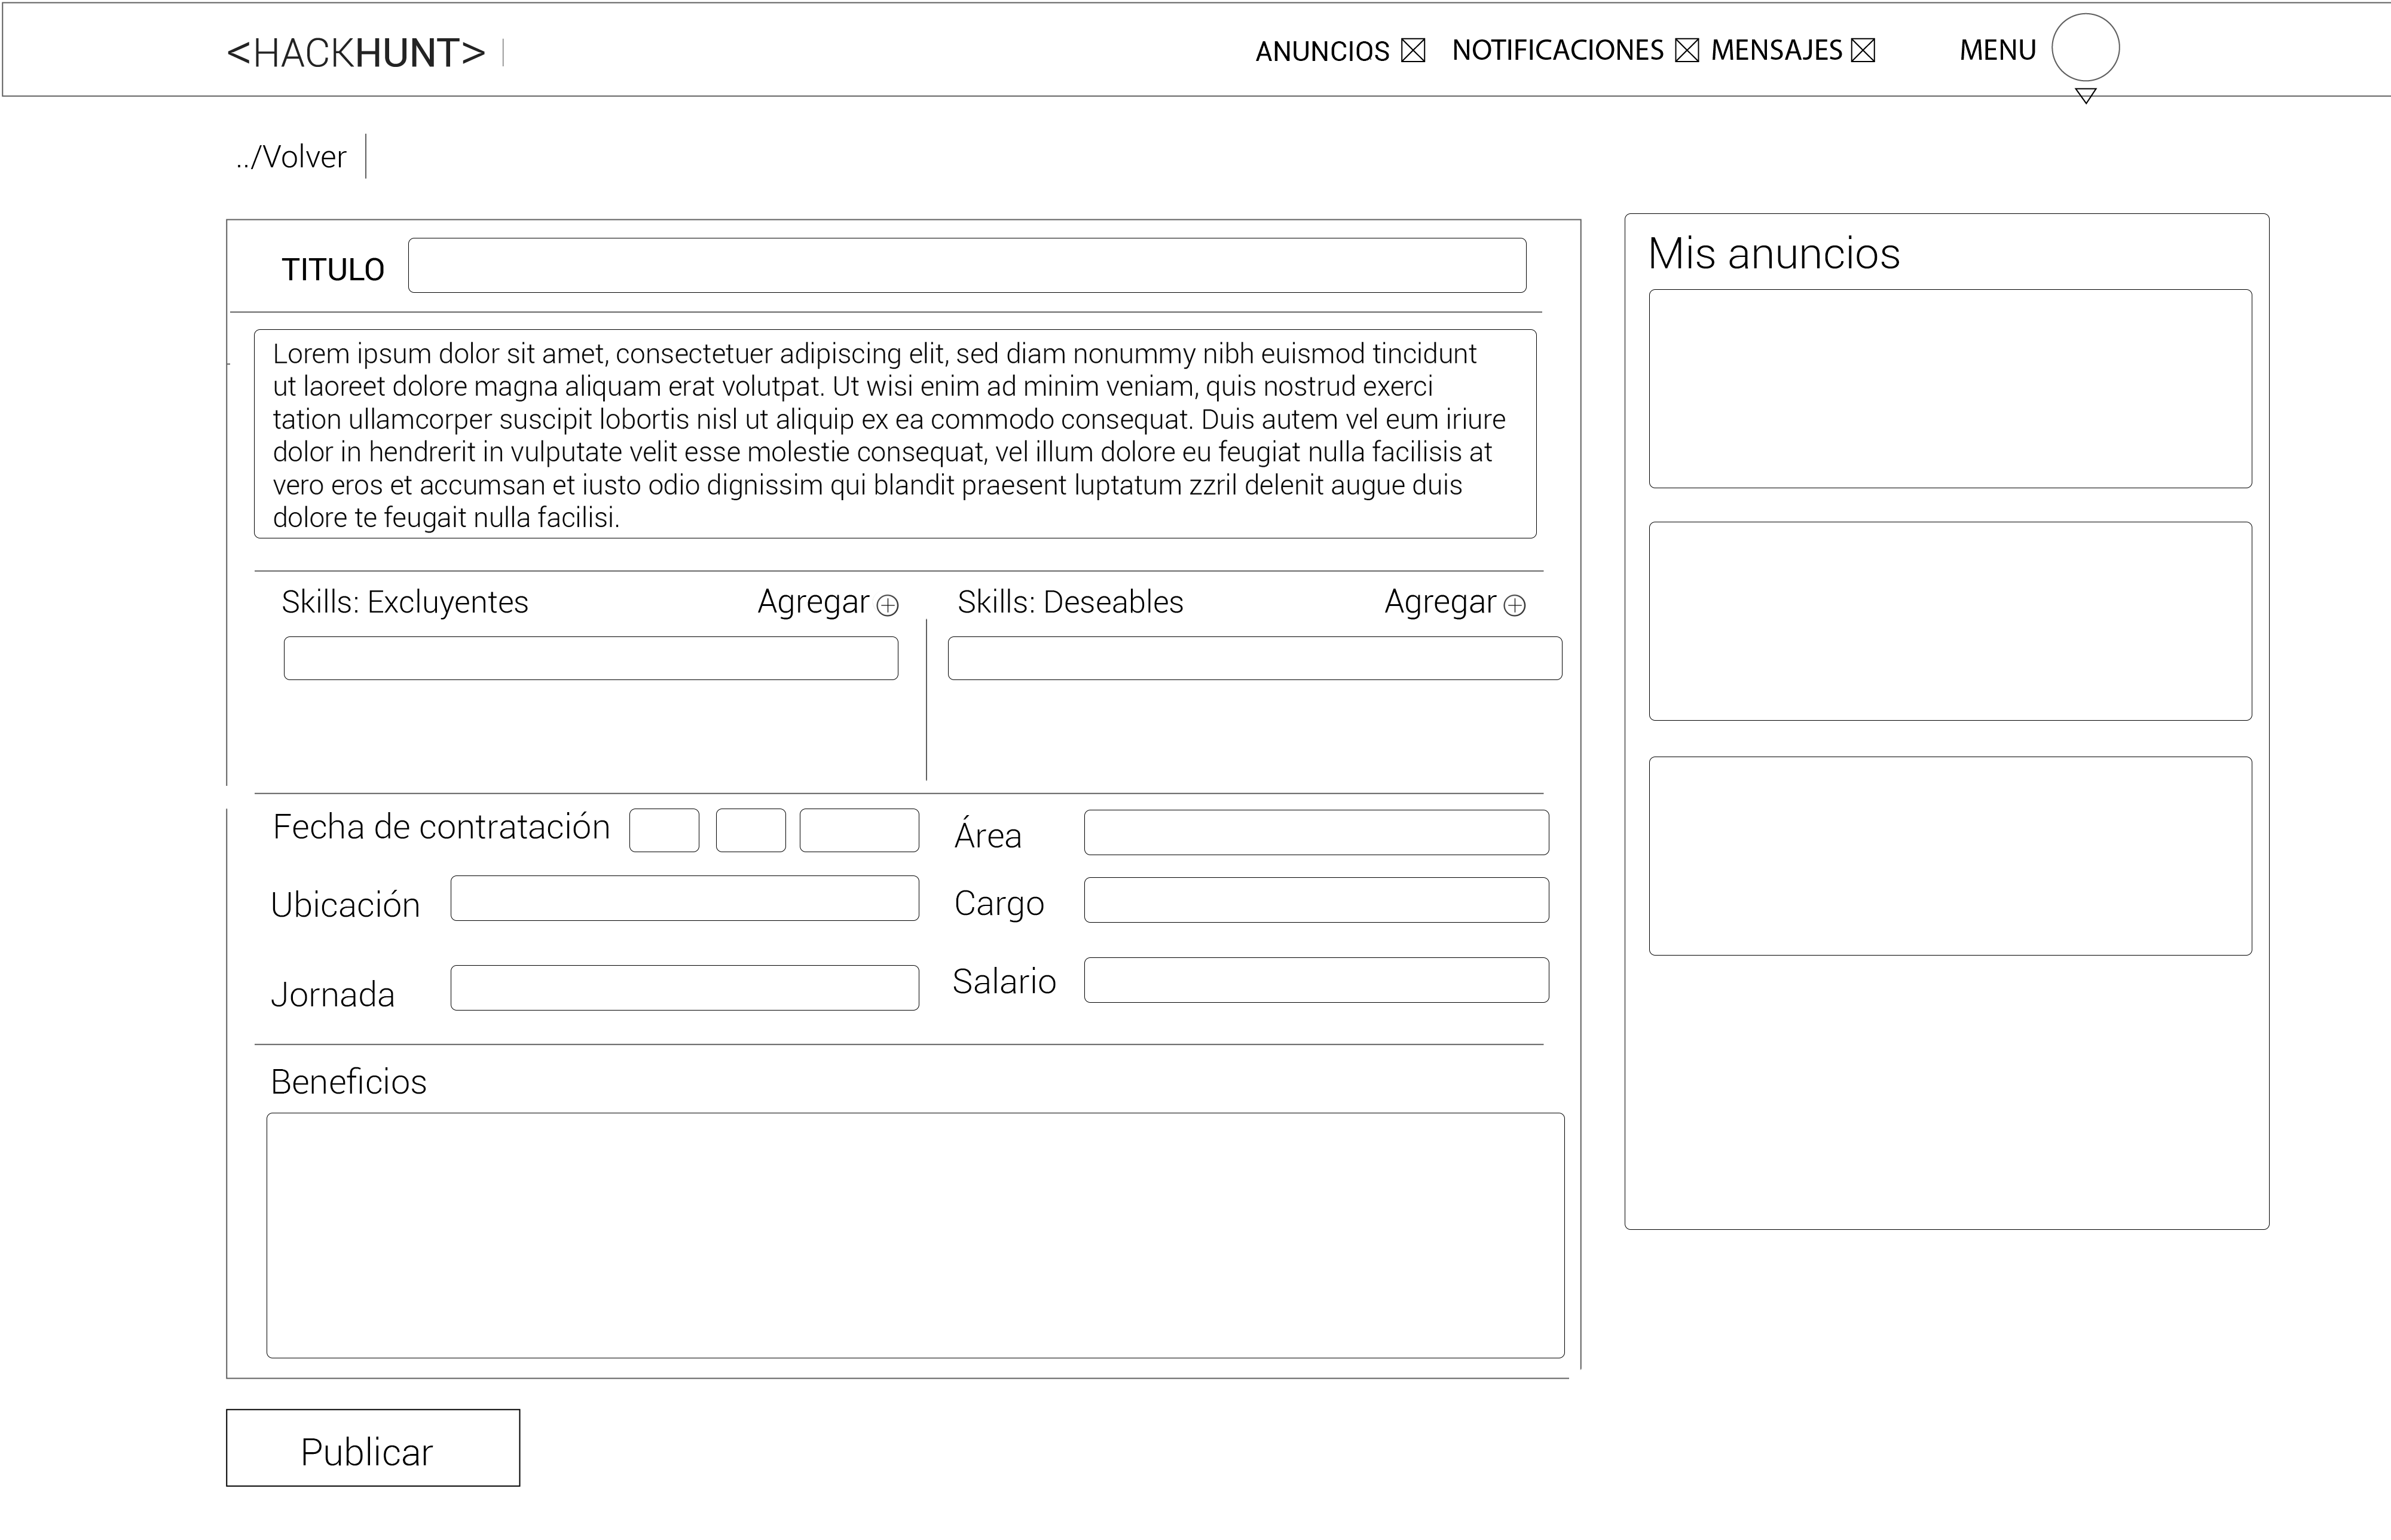 <HACKHUNT>
ANUNCIOS NOTIFICACIONES MENSAJES MENU
../Volver
TITULO
Lorem ipsum dolor sit amet, consectetuer adipiscing elit, sed diam nonummy nibh euismod tincidunt
ut laoreet dolore magna aliquam erat volutpat. Ut wisi enim ad minim veniam, quis nostrud exerci
tation ullamcorper suscipit lobortis nisl ut aliquip ex ea commodo consequat. Duis autem vel eum iriure
dolor in hendrerit in vulputate velit esse molestie consequat, vel illum dolore eu feugiat nulla facilisis at
vero eros et accumsan et iusto odio dignissim qui blandit praesent luptatum zzril delenit augue duis
dolore te feugait nulla facilisi.
Skills: Excluyentes Agregar
Skills: Deseables Agregar
Fecha de contratación
Ubicación
Jornada
Área
Cargo
Salario
Beneficios
Publicar
Mis anuncios